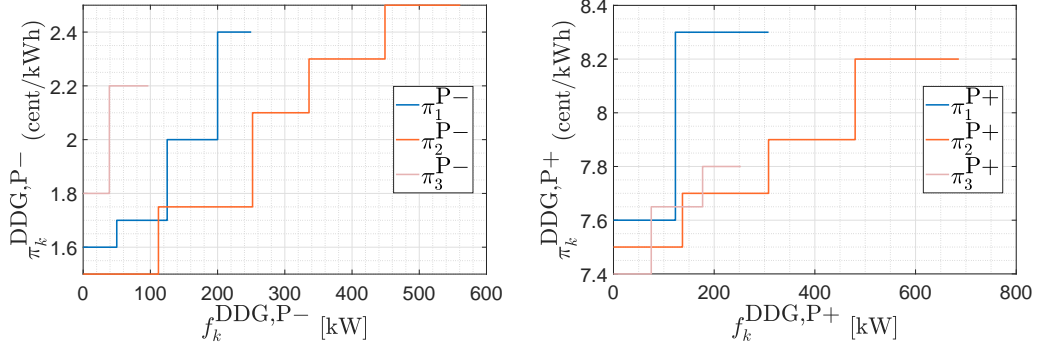 2.4
2.2
2
1.8
1.6
π_k^{DDG,P−} (cent/kWh)
π_1^{P−}
π_2^{P−}
π_3^{P−}
0 100 200 300 400 500 600
f_k^{DDG,P−} [kW]
8.4
8.2
8
7.8
7.6
7.4
π_k^{DDG,P+} (cent/kWh)
π_1^{P+}
π_2^{P+}
π_3^{P+}
0 200 400 600 800
f_k^{DDG,P+} [kW]